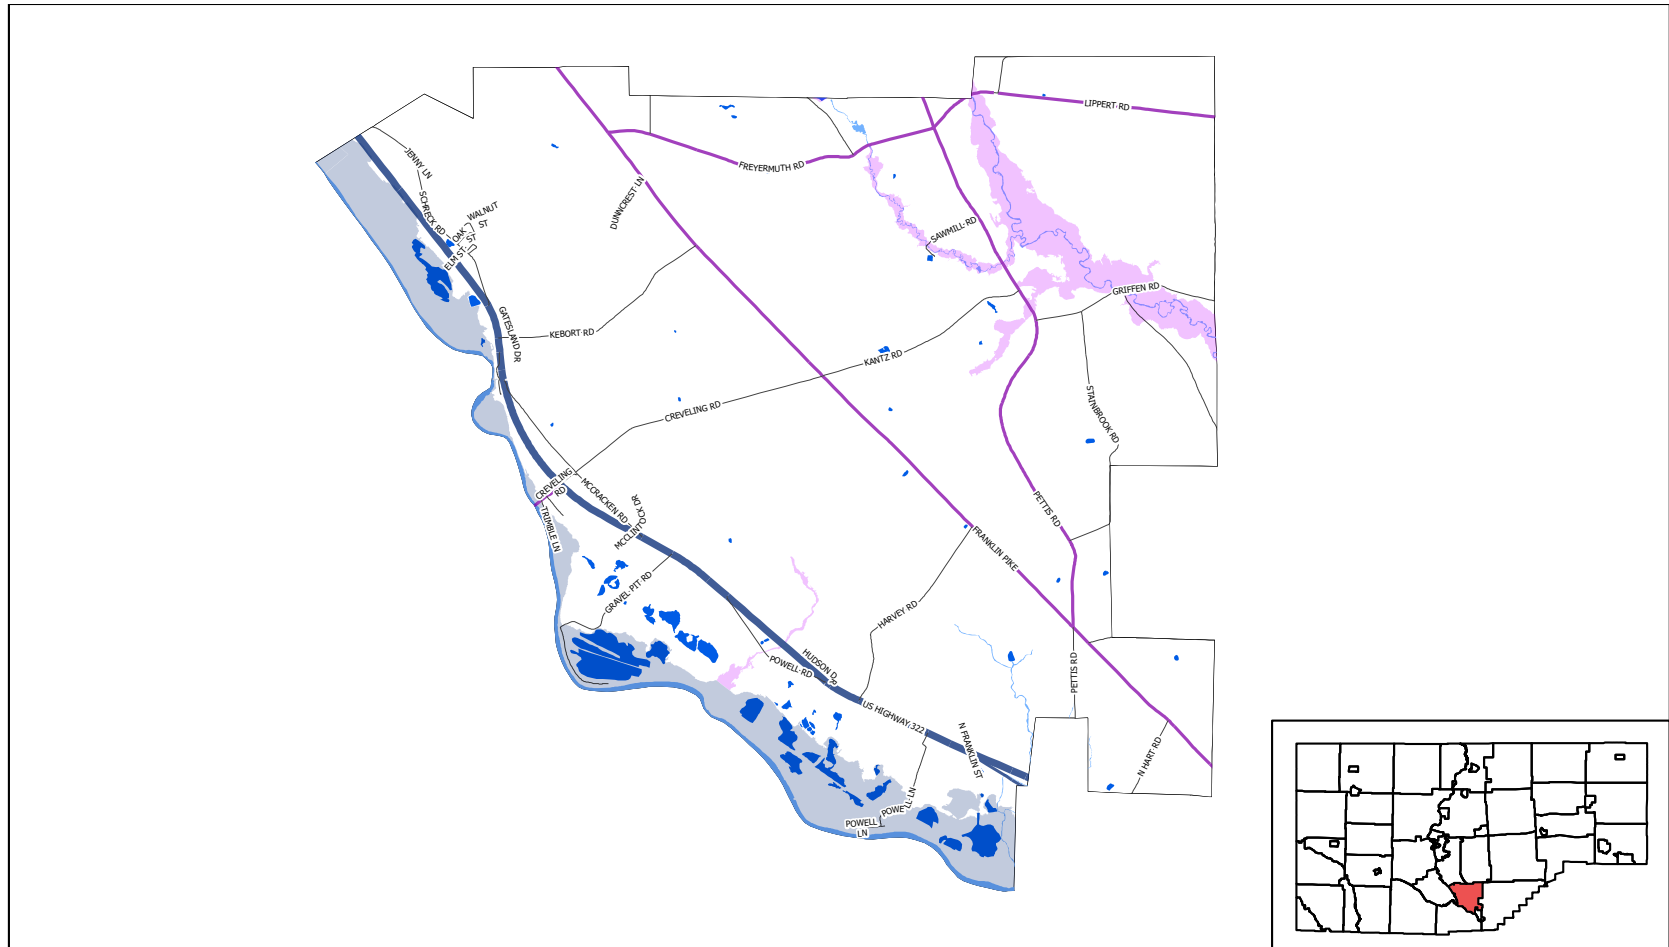 LIPPERT RD
JENNY LN
FREYERMUTH RD
DUNNCREST LN
SCHRECK RD
WALNUT
ST
OAK
ST
ELM ST
SAWMILL RD
GRIFFEN RD
GATESLAND DR
KEBORT RD
KANTZ RD
CREVELING RD
STAINBROOK RD
CREVELING
RD
MCCRACKEN RD
MCCLINTOCK DR
PETTIS RD
TRIMBLE LN
FRANKLIN PIKE
GRAVEL PIT RD
HARVEY RD
HUDSON DR
POWELL RD
PETTIS RD
US HIGHWAY 322
N FRANKLIN ST
N HART RD
POWELL LN
POWELL
LN